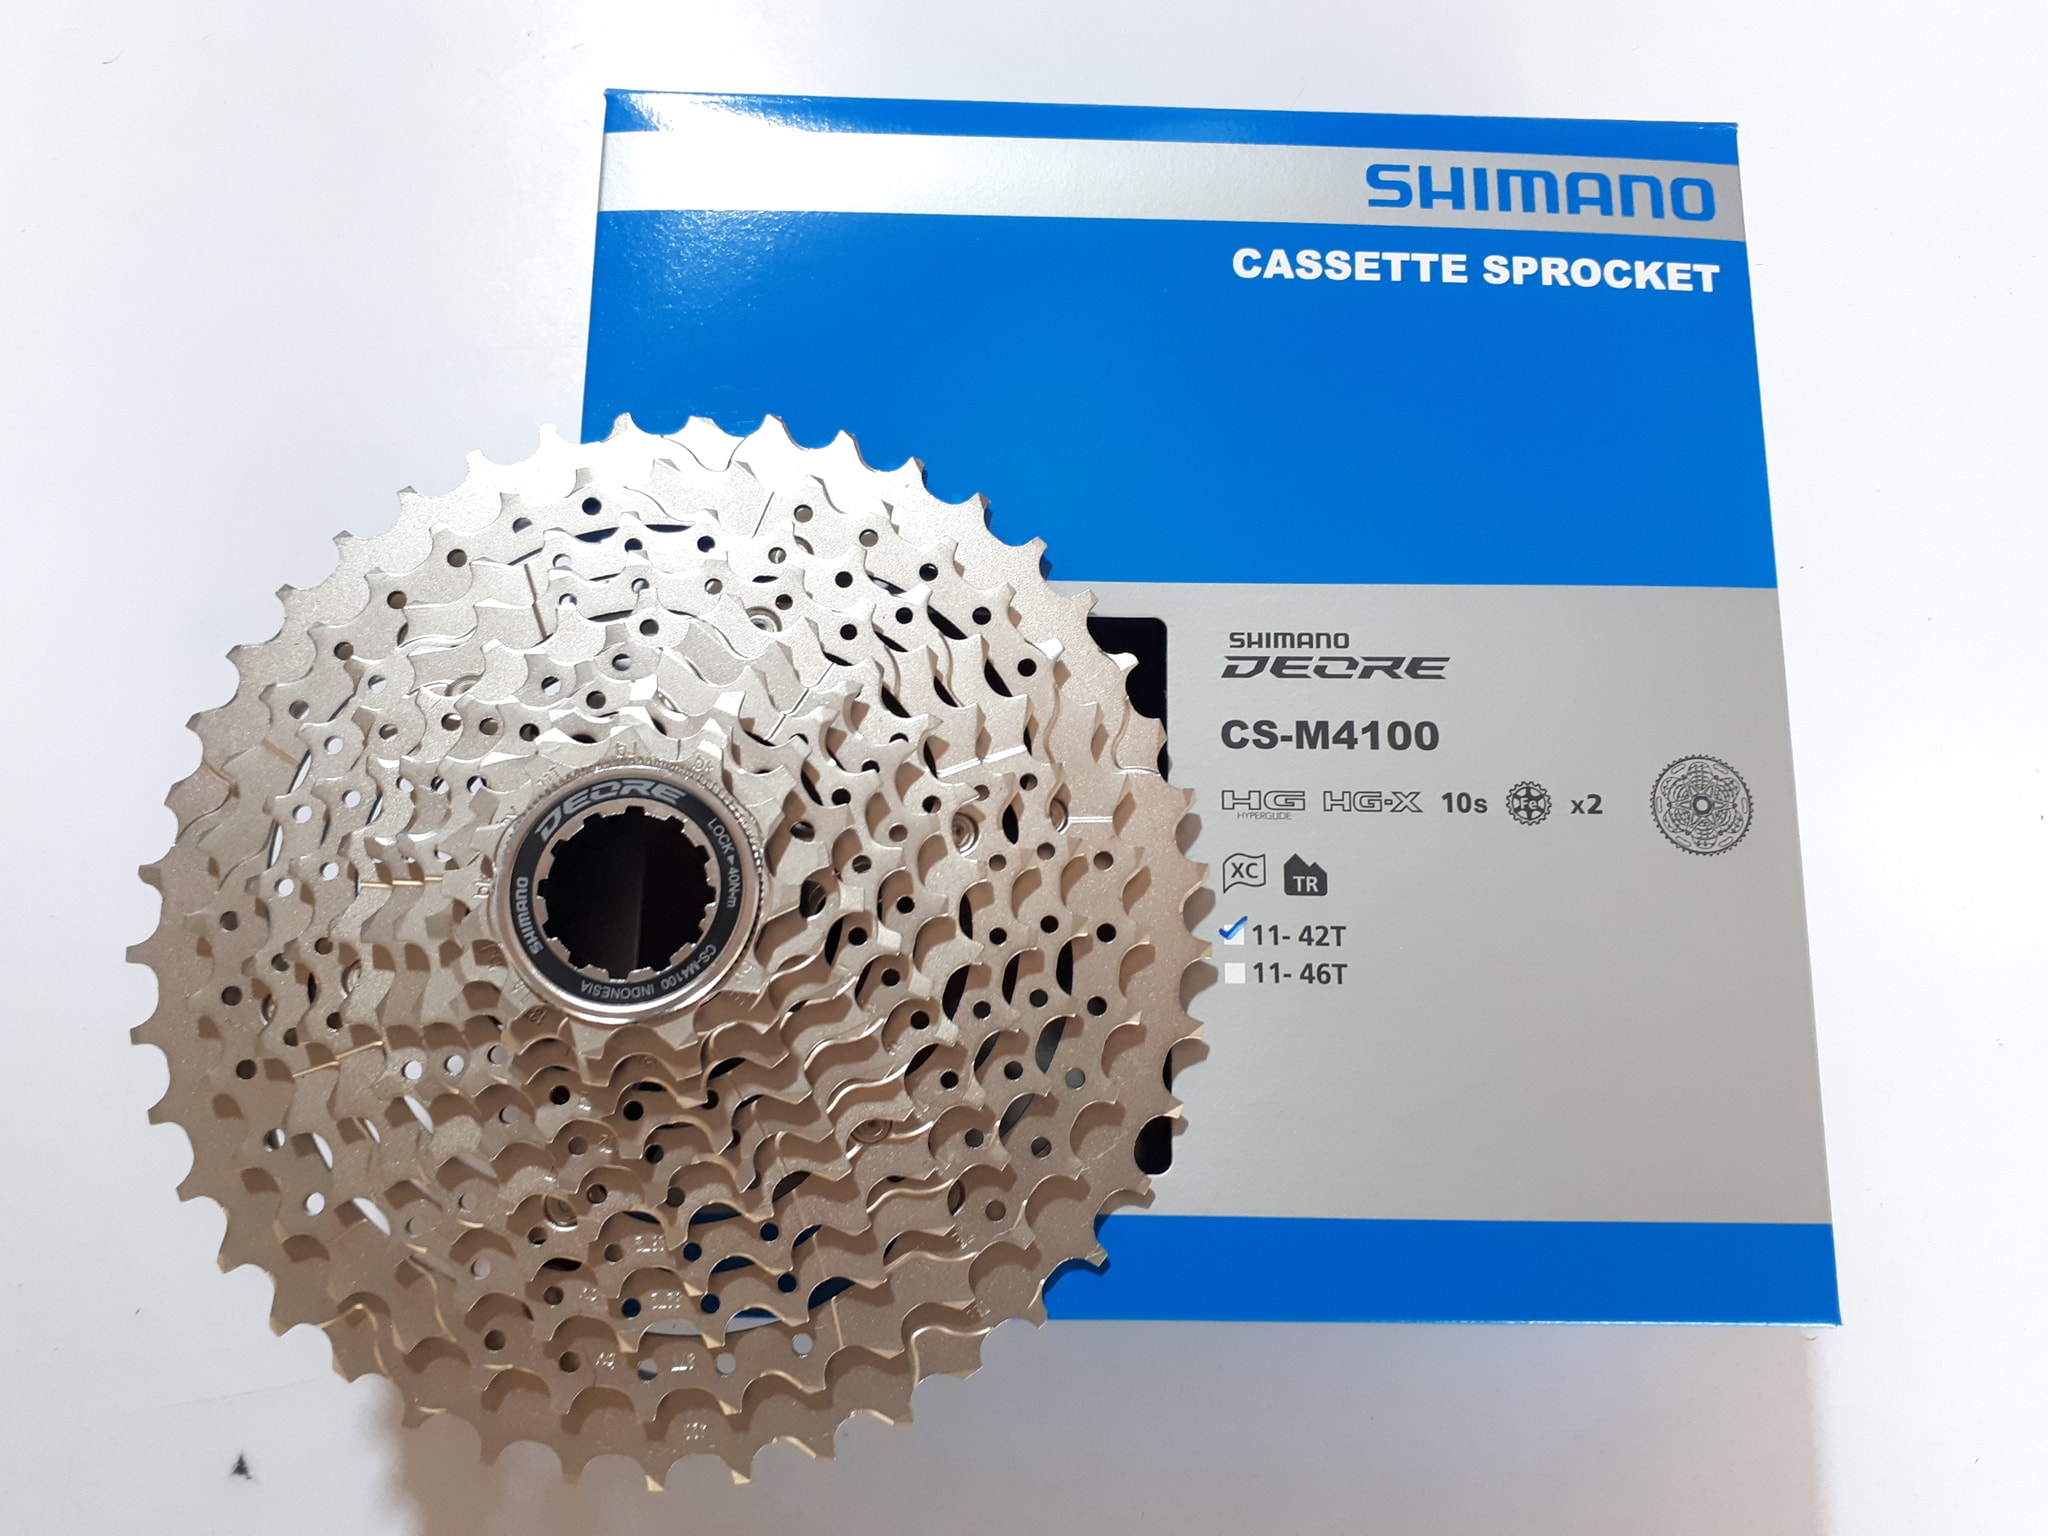 SHIMANO
CASSETTE SPROCKET
SHIMANO
DEORE
CS-M4100
HG HG-X 10s Fe x2
HYPERGLIDE
XC TR
11- 42T
11- 46T
DEORE
LOCK 40N·m
CS-M4100 INDONESIA
SHIMANO